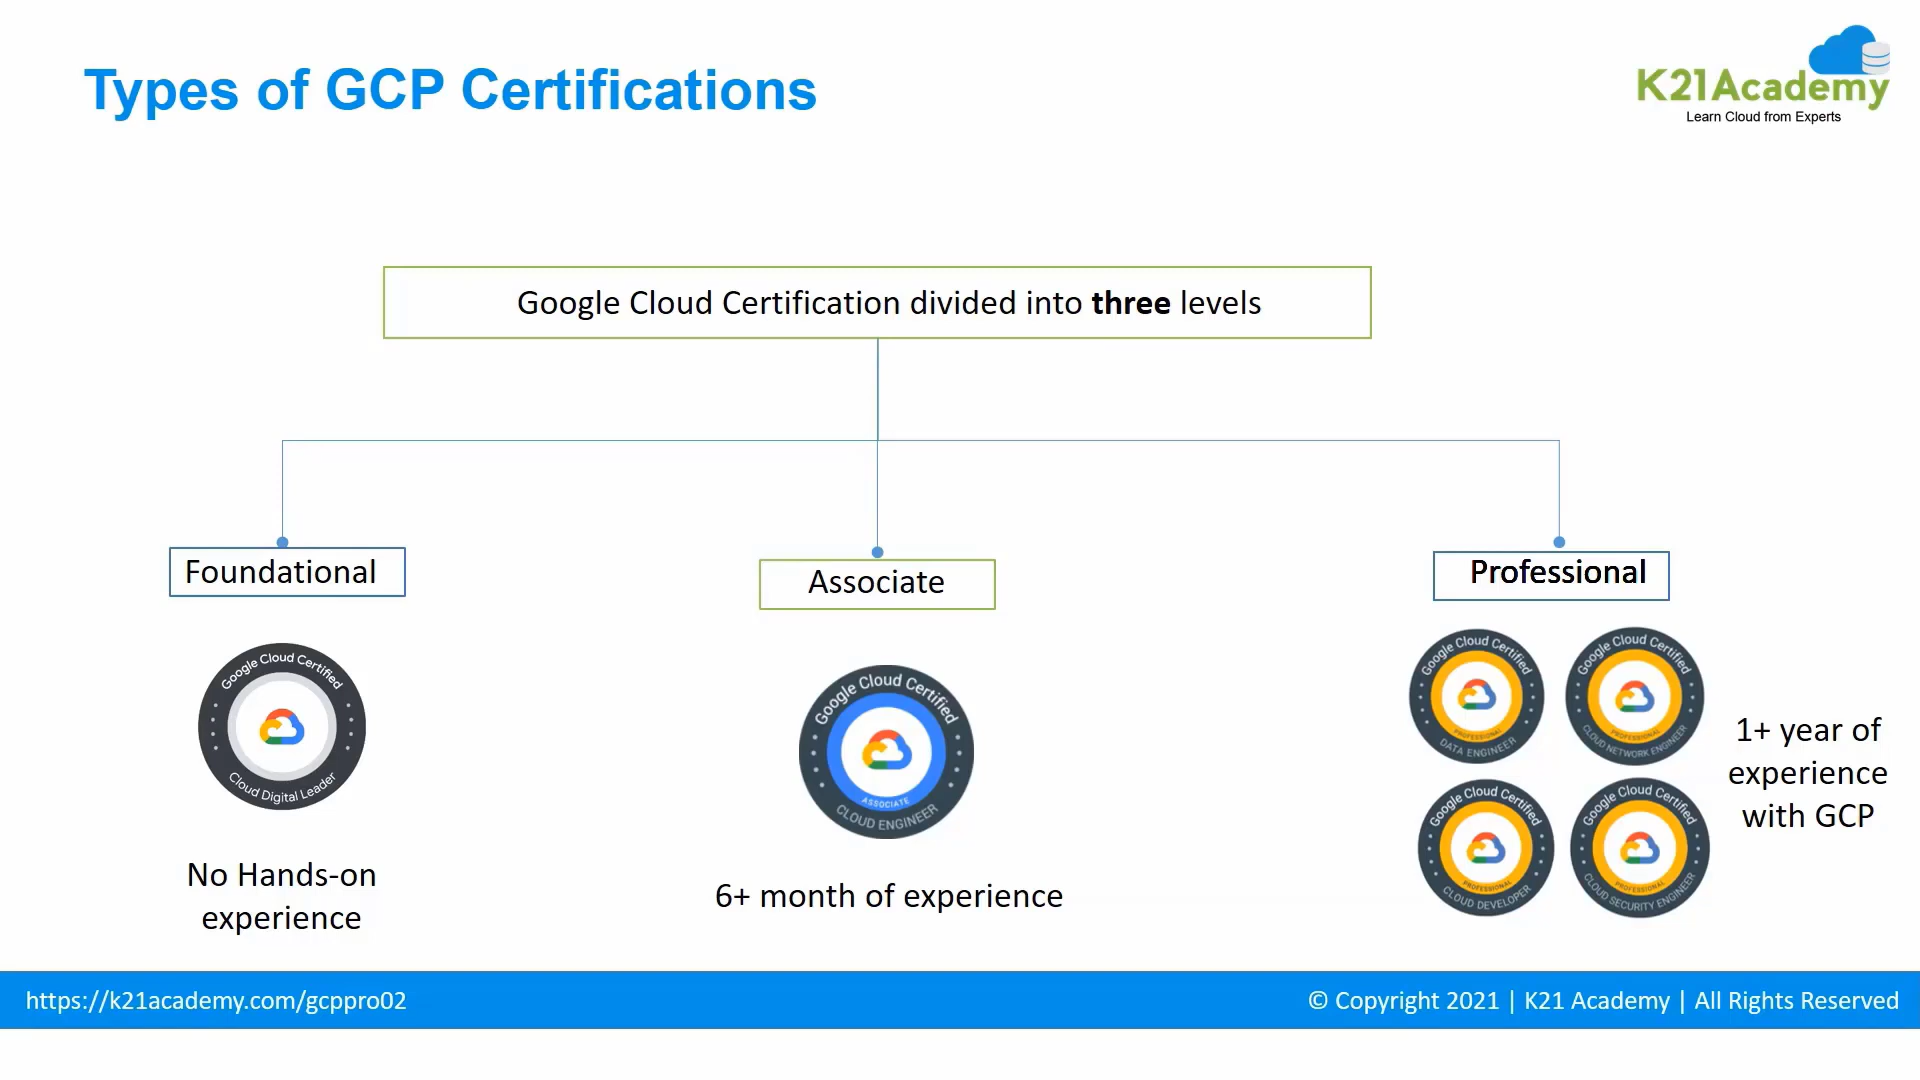 Types of GCP Certifications
K21Academy
Learn Cloud from Experts
Google Cloud Certification divided into three levels
Foundational
Associate
Professional
Google Cloud Certified
Cloud Digital Leader
No Hands-on
experience
Google Cloud Certified
ASSOCIATE
CLOUD ENGINEER
6+ month of experience
Google Cloud Certified
PROFESSIONAL
DATA ENGINEER
Google Cloud Certified
PROFESSIONAL
CLOUD NETWORK ENGINEER
Google Cloud Certified
PROFESSIONAL
CLOUD DEVELOPER
Google Cloud Certified
PROFESSIONAL
CLOUD SECURITY ENGINEER
1+ year of
experience
with GCP
https://k21academy.com/gcppro02
© Copyright 2021 | K21 Academy | All Rights Reserved